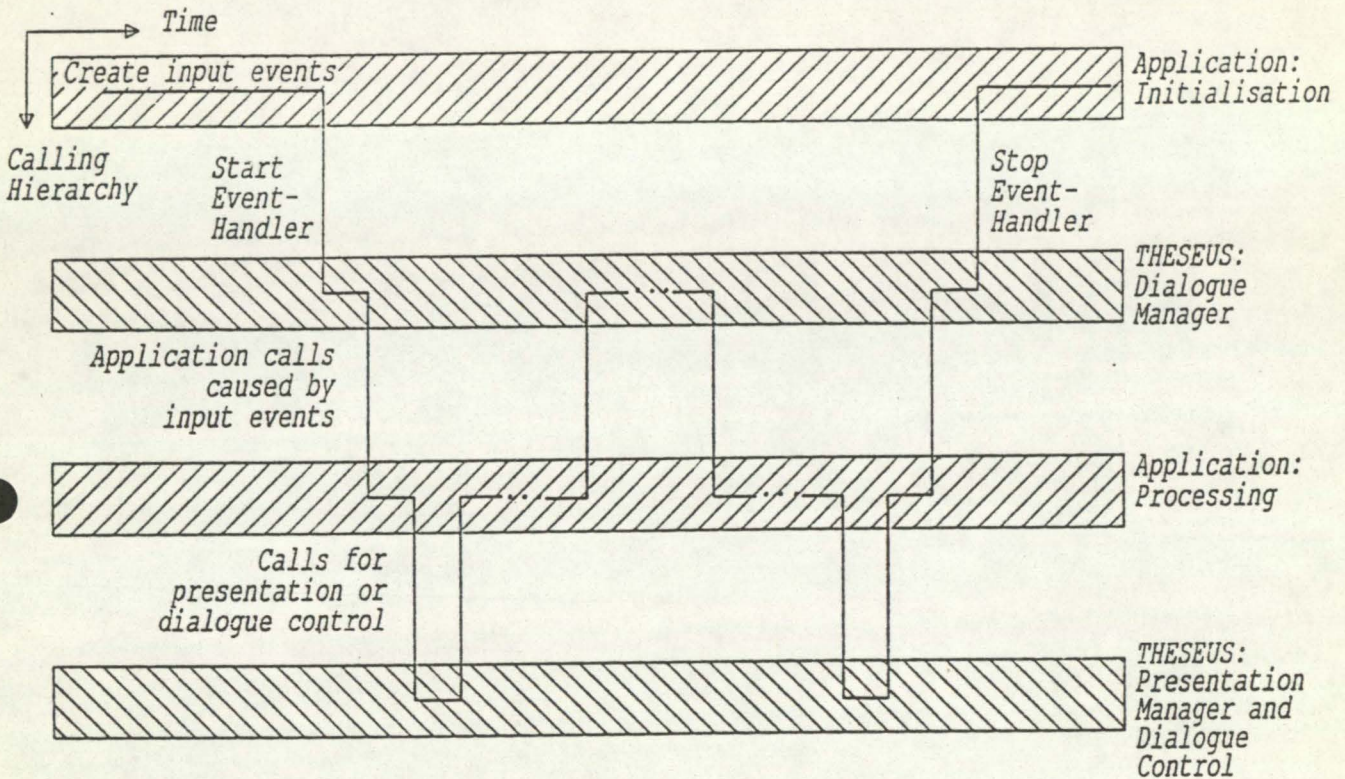 Time
Create input events
Application:
Initialisation
Calling
Hierarchy
Start
Event-
Handler
Stop
Event-
Handler
THESEUS:
Dialogue
Manager
Application calls
caused by
input events
Application:
Processing
Calls for
presentation or
dialogue control
THESEUS:
Presentation
Manager and
Dialogue
Control